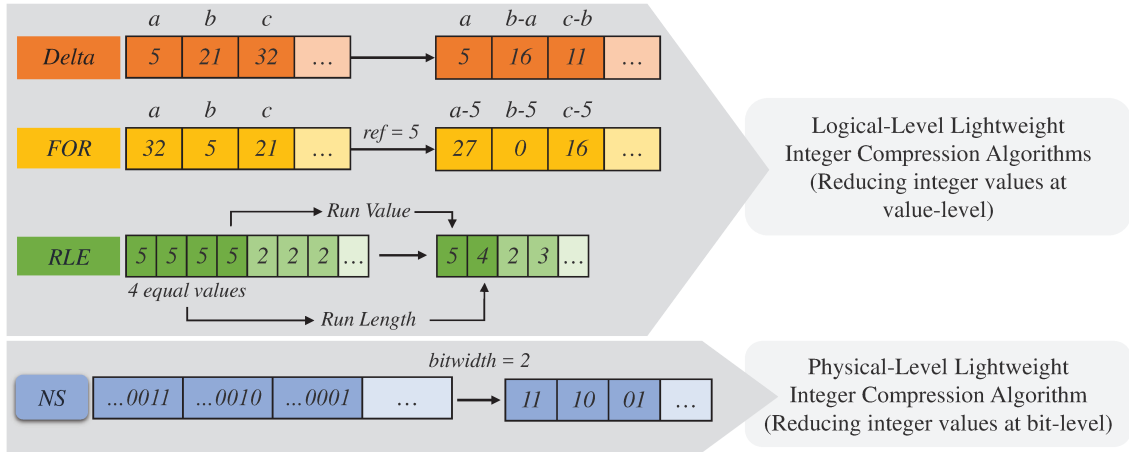 a b c a b-a c-b
Delta 5 21 32 ... 5 16 11 ...
a b c a-5 b-5 c-5
FOR 32 5 21 ... ref = 5 27 0 16 ...
Logical-Level Lightweight
Integer Compression Algorithms
(Reducing integer values at
value-level)
Run Value
RLE 5 5 5 5 2 2 2 ... 5 4 2 3 ...
4 equal values
Run Length
bitwidth = 2
NS ...0011 ...0010 ...0001 ... 11 10 01 ...
Physical-Level Lightweight
Integer Compression Algorithm
(Reducing integer values at bit-level)